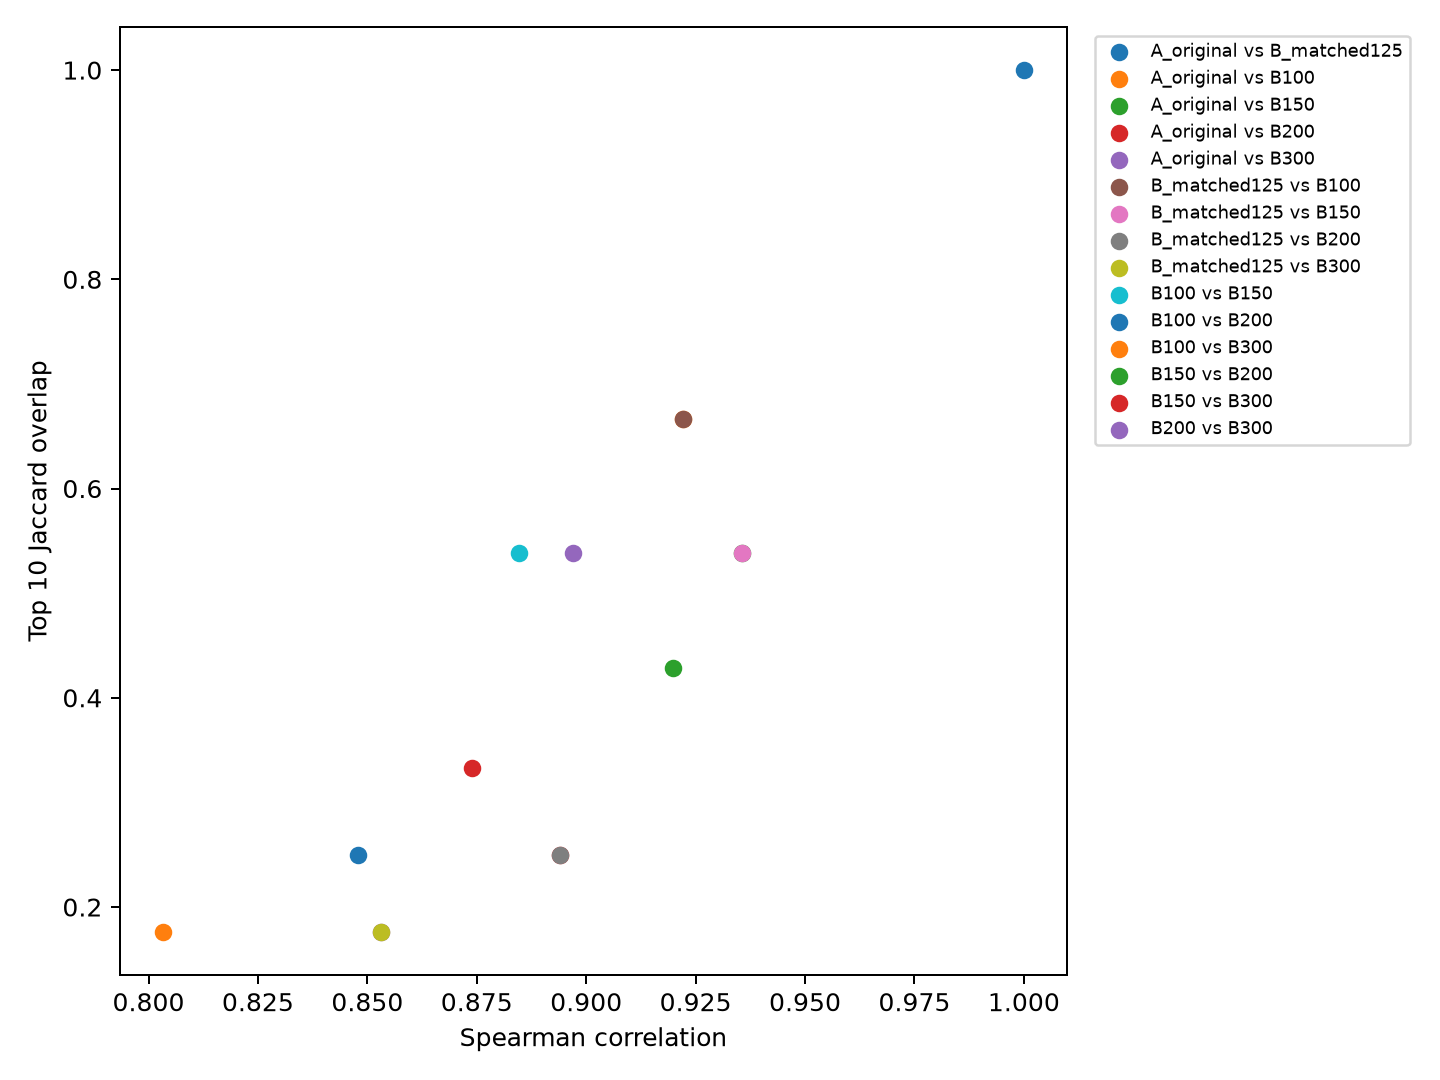 1.0
0.8
0.6
0.4
0.2
Top 10 Jaccard overlap
0.800 0.825 0.850 0.875 0.900 0.925 0.950 0.975 1.000
Spearman correlation
A_original vs B_matched125
A_original vs B100
A_original vs B150
A_original vs B200
A_original vs B300
B_matched125 vs B100
B_matched125 vs B150
B_matched125 vs B200
B_matched125 vs B300
B100 vs B150
B100 vs B200
B100 vs B300
B150 vs B200
B150 vs B300
B200 vs B300